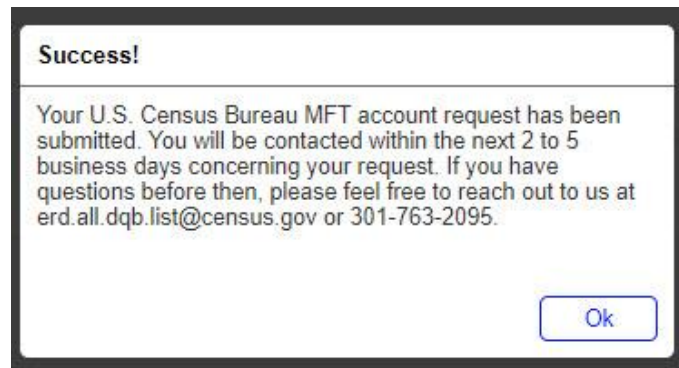 Success!
Your U.S. Census Bureau MFT account request has been
submitted. You will be contacted within the next 2 to 5
business days concerning your request. If you have
questions before then, please feel free to reach out to us at
erd.all.dqb.list@census.gov or 301-763-2095.
Ok